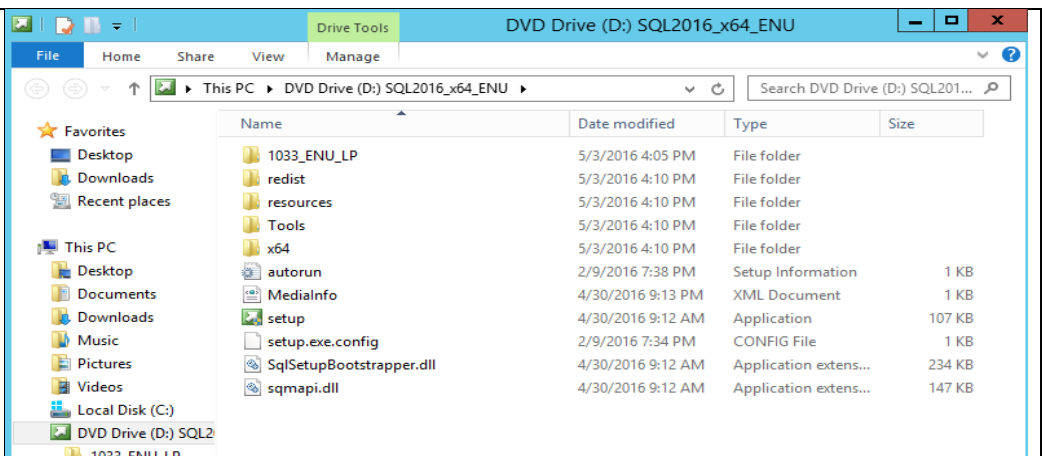 Drive Tools
DVD Drive (D:) SQL2016_x64_ENU
File Home Share View Manage
This PC DVD Drive (D:) SQL2016_x64_ENU
Search DVD Drive (D:) SQL201...
Favorites
Desktop
Downloads
Recent places
This PC
Desktop
Documents
Downloads
Music
Pictures
Videos
Local Disk (C:)
DVD Drive (D:) SQL2
1033_ENU_LP
Name Date modified Type Size
1033_ENU_LP 5/3/2016 4:05 PM File folder
redist 5/3/2016 4:10 PM File folder
resources 5/3/2016 4:10 PM File folder
Tools 5/3/2016 4:10 PM File folder
x64 5/3/2016 4:10 PM File folder
autorun 2/9/2016 7:38 PM Setup Information 1 KB
MediaInfo 4/30/2016 9:13 PM XML Document 1 KB
setup 4/30/2016 9:12 AM Application 107 KB
setup.exe.config 2/9/2016 7:34 PM CONFIG File 1 KB
SqlSetupBootstrapper.dll 4/30/2016 9:12 AM Application extens... 234 KB
sqmapi.dll 4/30/2016 9:12 AM Application extens... 147 KB